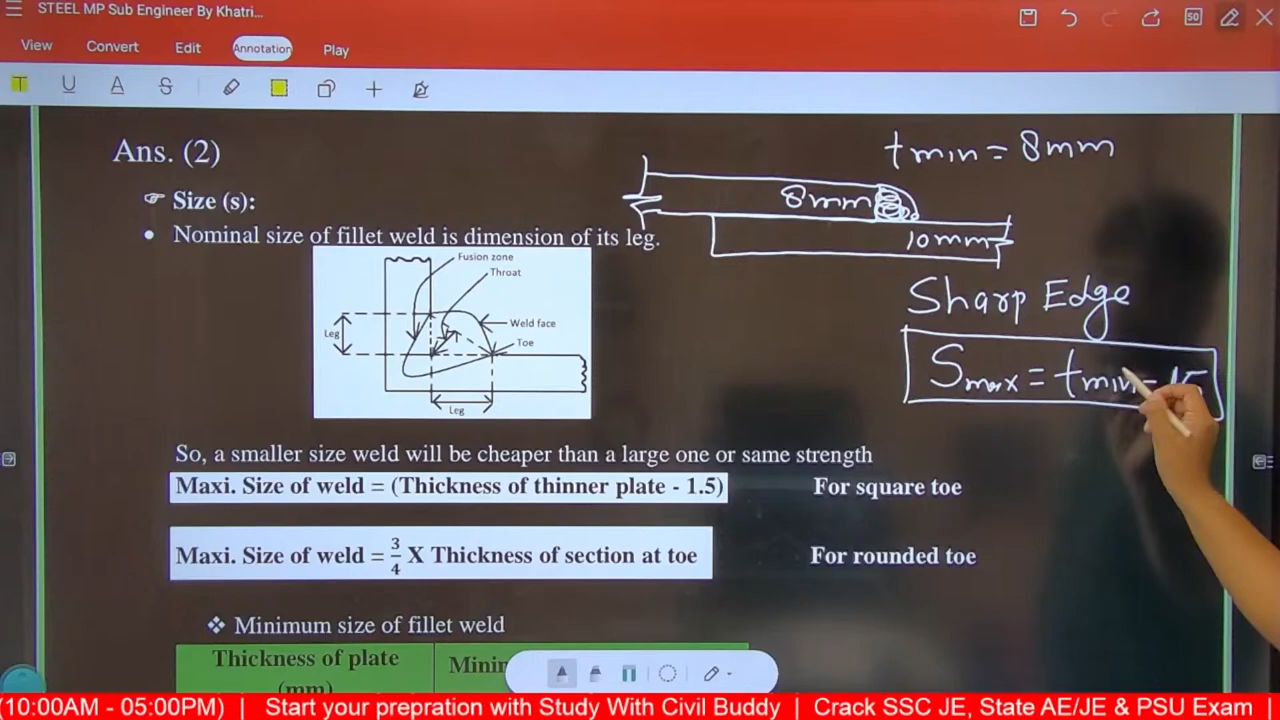 STEEL MP Sub Engineer By Khatri...
50
View Convert Edit Annotation Play
T U A S
Ans. (2)
tmin = 8mm
☞ Size (s):
8mm
• Nominal size of fillet weld is dimension of its leg.
10mm
Fusion zone
Throat
Leg
Weld face
Toe
Leg
Sharp Edge
Smax = tmin -
So, a smaller size weld will be cheaper than a large one or same strength
Maxi. Size of weld = (Thickness of thinner plate - 1.5) For square toe
Maxi. Size of weld = 3/4 X Thickness of section at toe For rounded toe
❖ Minimum size of fillet weld
Thickness of plate
(mm)
(10:00AM - 05:00PM) | Start your prepration with Study With Civil Buddy | Crack SSC JE, State AE/JE & PSU Exam |